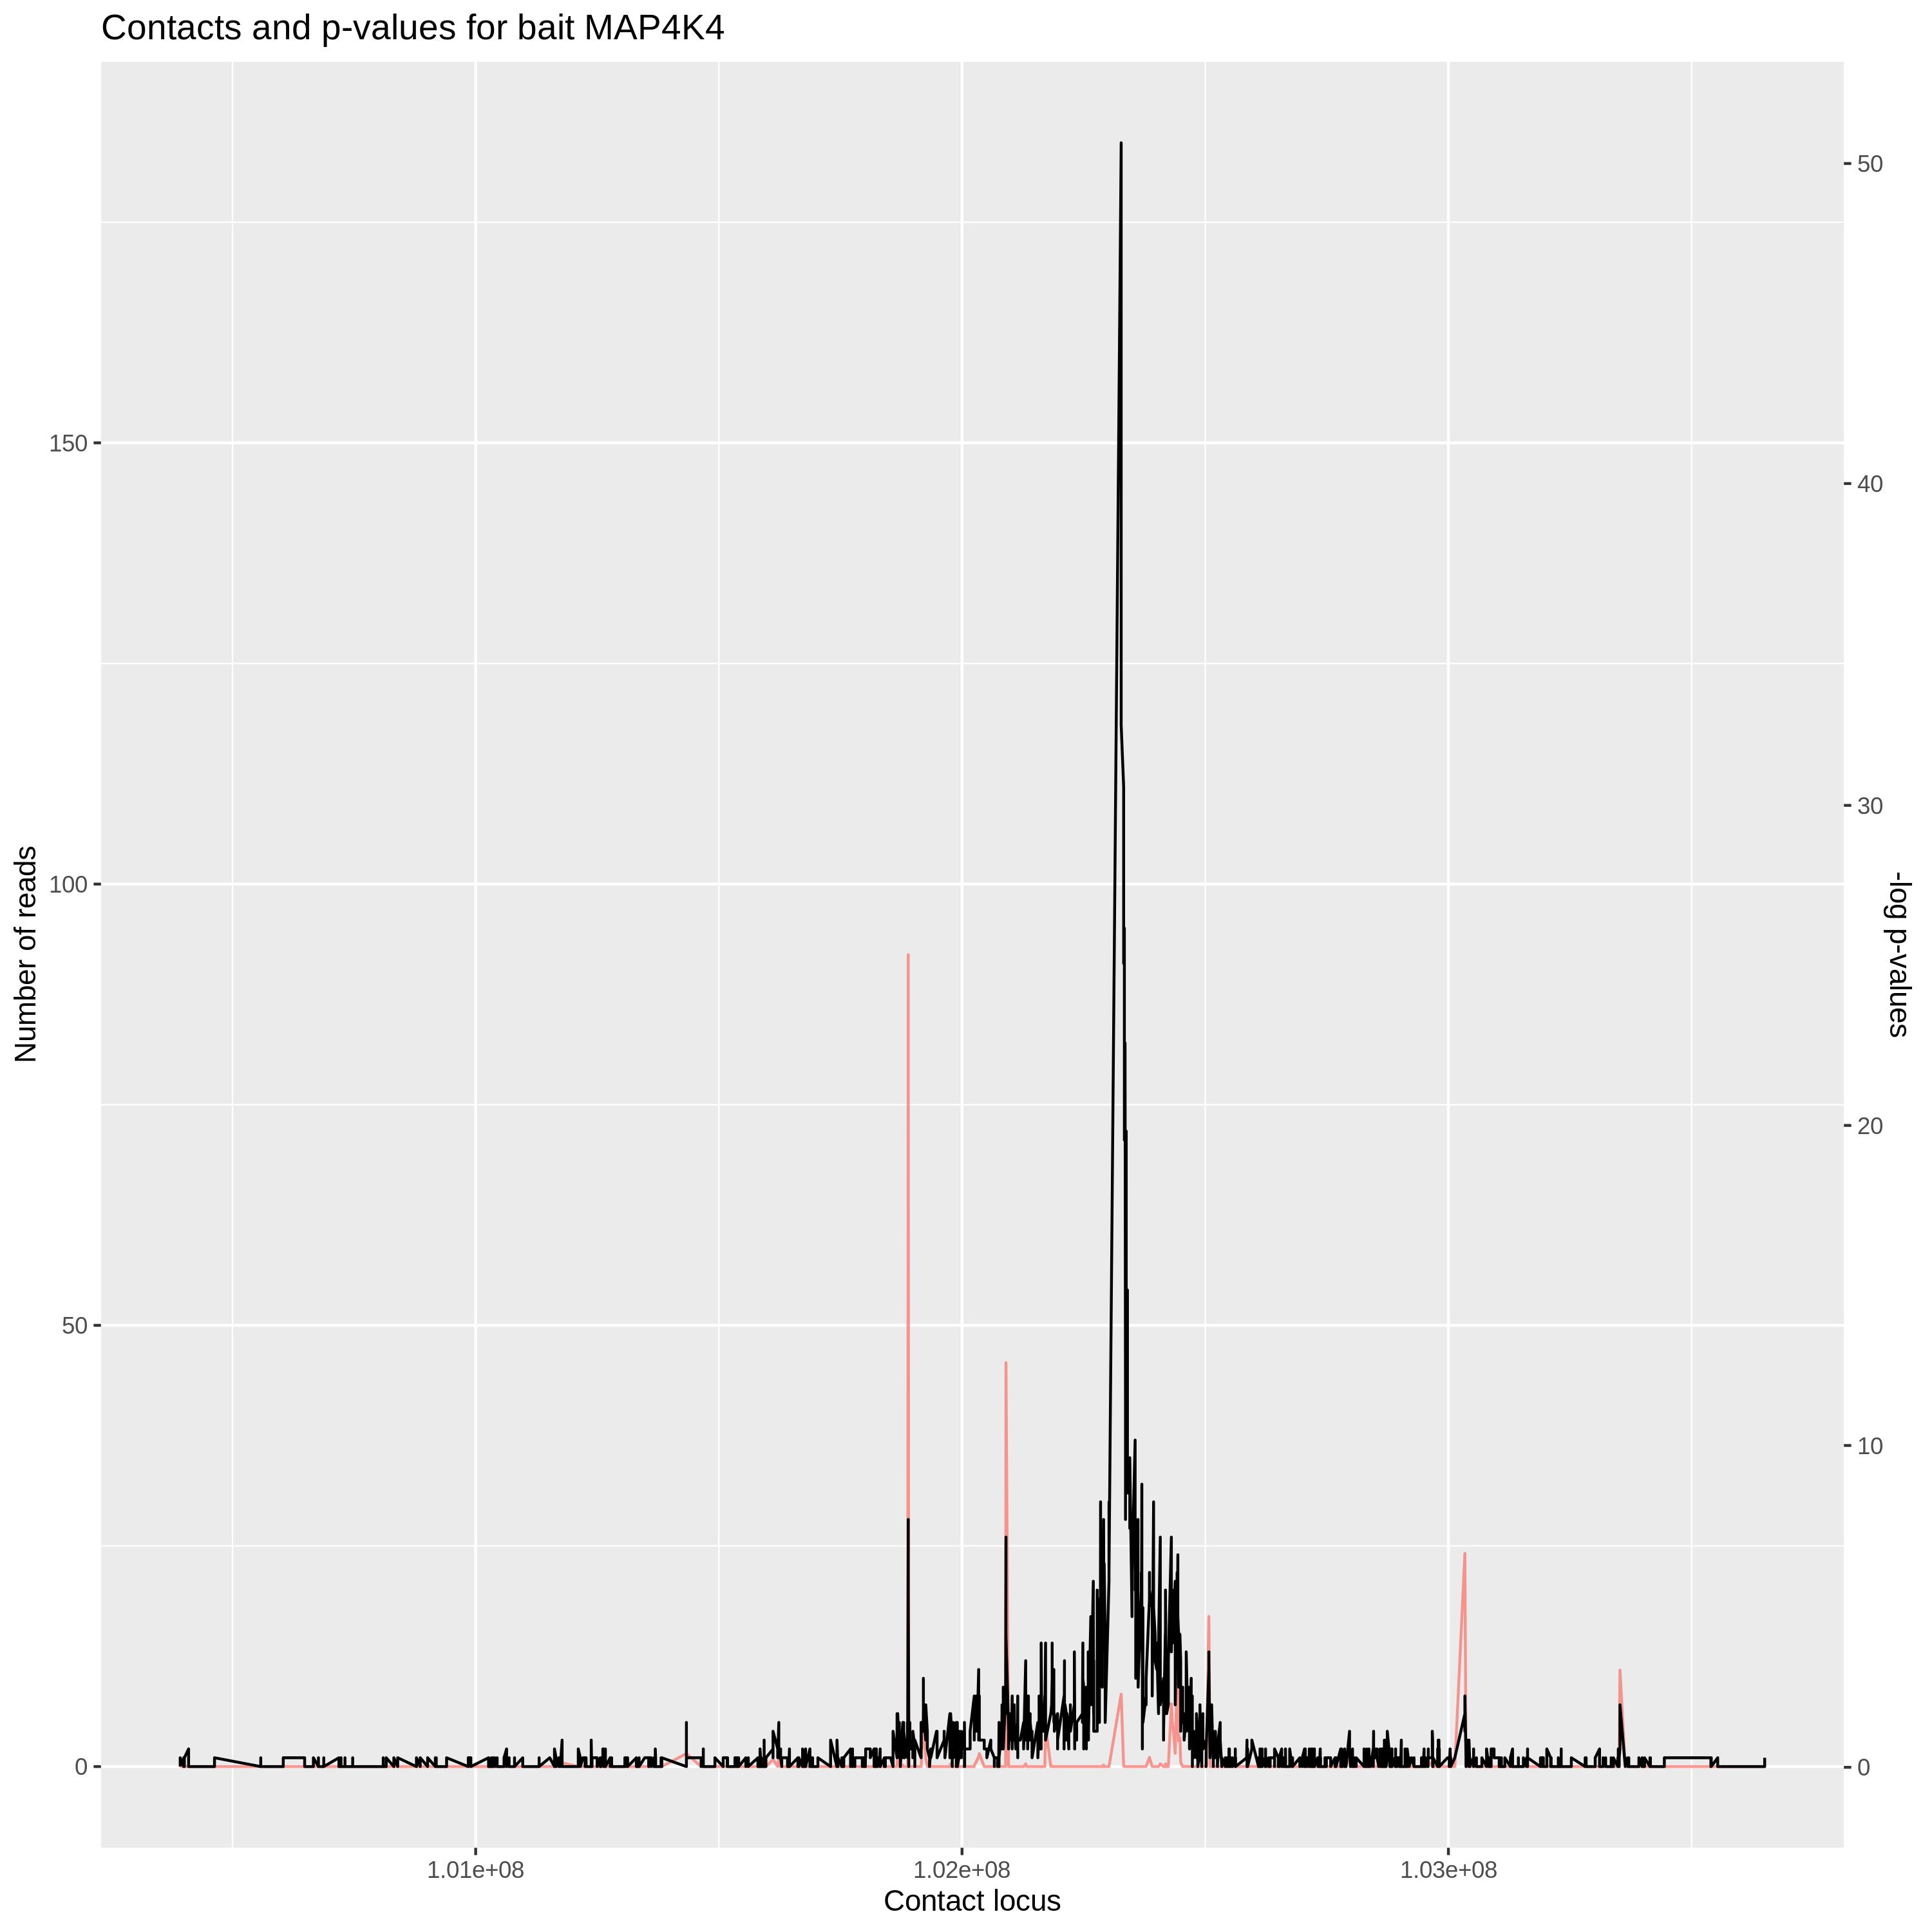 Contacts and p-values for bait MAP4K4
Number of reads
150
100
50
0
50
40
30
20
10
0
-log p-values
1.01e+08
1.02e+08
1.03e+08
Contact locus